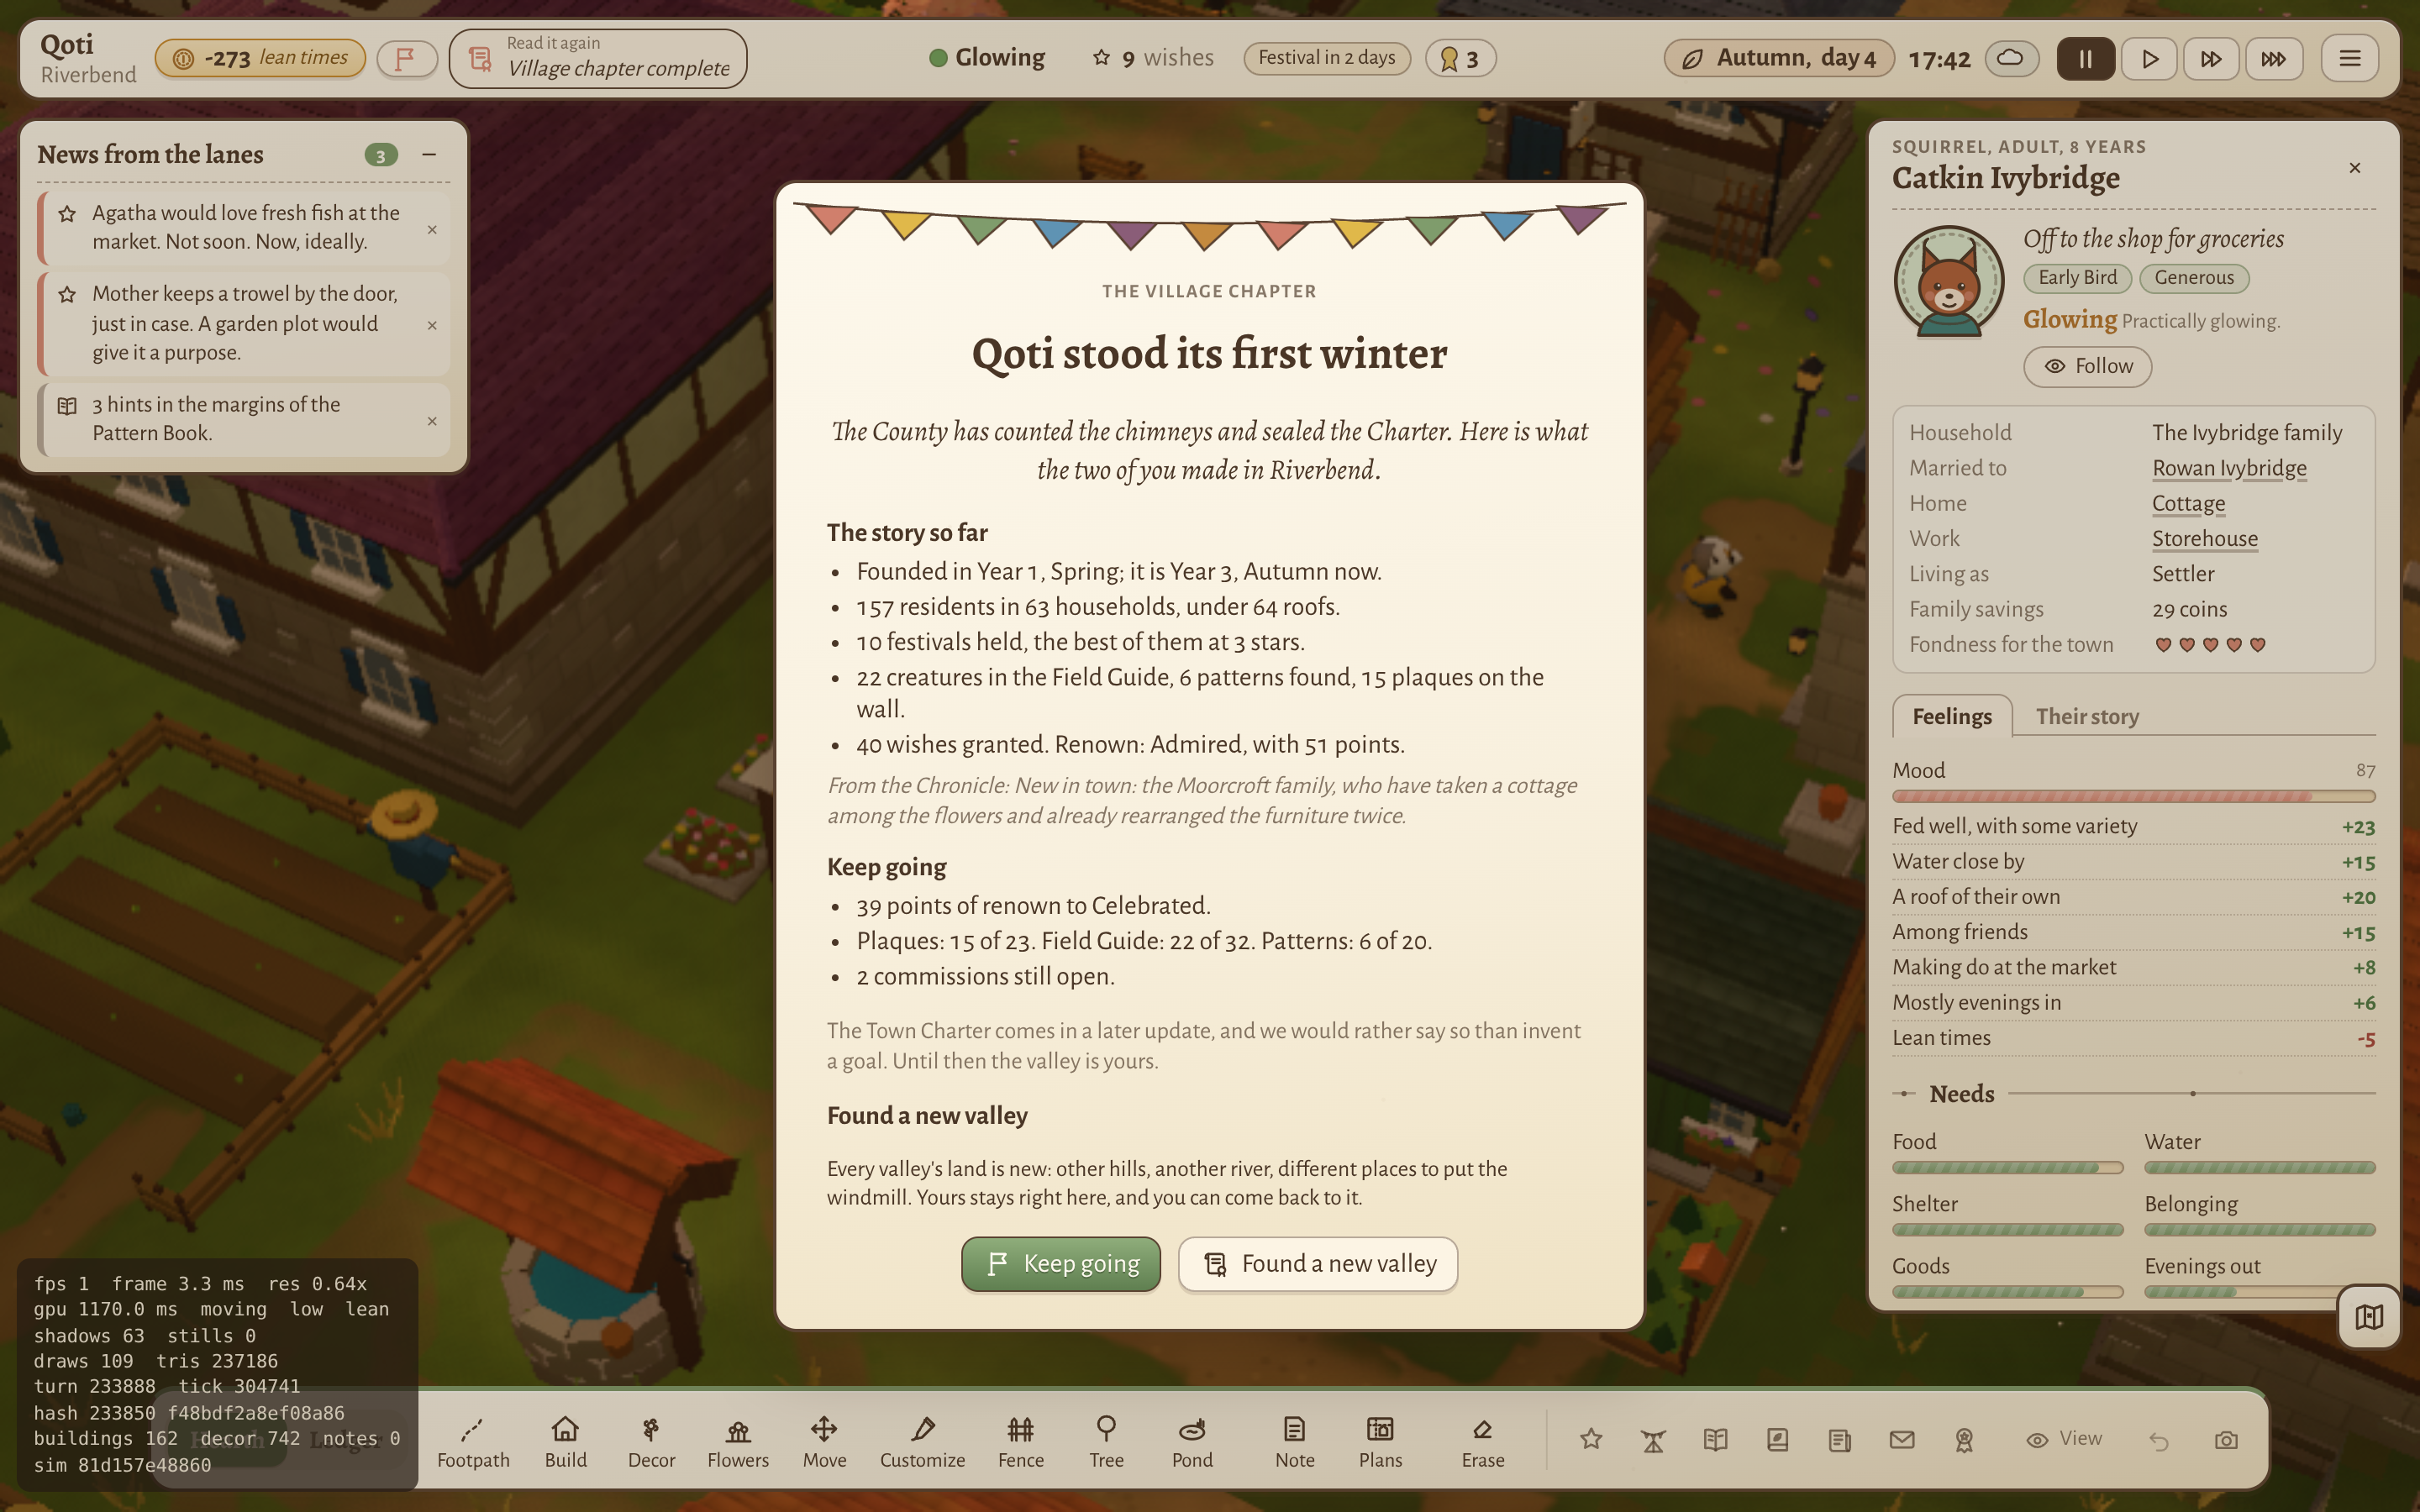 Qoti
Riverbend
-273 lean times
Read it again
Village chapter complete
Glowing
9 wishes
Festival in 2 days
3
Autumn, day 4
17:42
News from the lanes
3
Agatha would love fresh fish at the
market. Not soon. Now, ideally.
Mother keeps a trowel by the door,
just in case. A garden plot would
give it a purpose.
3 hints in the margins of the
Pattern Book.
THE VILLAGE CHAPTER
Qoti stood its first winter
The County has counted the chimneys and sealed the Charter. Here is what
the two of you made in Riverbend.
The story so far
• Founded in Year 1, Spring; it is Year 3, Autumn now.
• 157 residents in 63 households, under 64 roofs.
• 10 festivals held, the best of them at 3 stars.
• 22 creatures in the Field Guide, 6 patterns found, 15 plaques on the
wall.
• 40 wishes granted. Renown: Admired, with 51 points.
From the Chronicle: New in town: the Moorcroft family, who have taken a cottage
among the flowers and already rearranged the furniture twice.
Keep going
• 39 points of renown to Celebrated.
• Plaques: 15 of 23. Field Guide: 22 of 32. Patterns: 6 of 20.
• 2 commissions still open.
The Town Charter comes in a later update, and we would rather say so than invent
a goal. Until then the valley is yours.
Found a new valley
Every valley's land is new: other hills, another river, different places to put the
windmill. Yours stays right here, and you can come back to it.
Keep going
Found a new valley
SQUIRREL, ADULT, 8 YEARS
Catkin Ivybridge
Off to the shop for groceries
Early Bird
Generous
Glowing Practically glowing.
Follow
Household The Ivybridge family
Married to Rowan Ivybridge
Home Cottage
Work Storehouse
Living as Settler
Family savings 29 coins
Fondness for the town
Feelings
Their story
Mood 87
Fed well, with some variety +23
Water close by +15
A roof of their own +20
Among friends +15
Making do at the market +8
Mostly evenings in +6
Lean times -5
Needs
Food
Water
Shelter
Belonging
Goods
Evenings out
fps 1 frame 3.3 ms res 0.64x
gpu 1170.0 ms moving low lean
shadows 63 stills 0
draws 109 tris 237186
turn 233888 tick 304741
hash 233850 f48bdf2a8ef08a86
buildings 162 decor 742 notes 0
sim 81d157e48860
Footpath
Build
Decor
Flowers
Move
Customize
Fence
Tree
Pond
Note
Plans
Erase
View